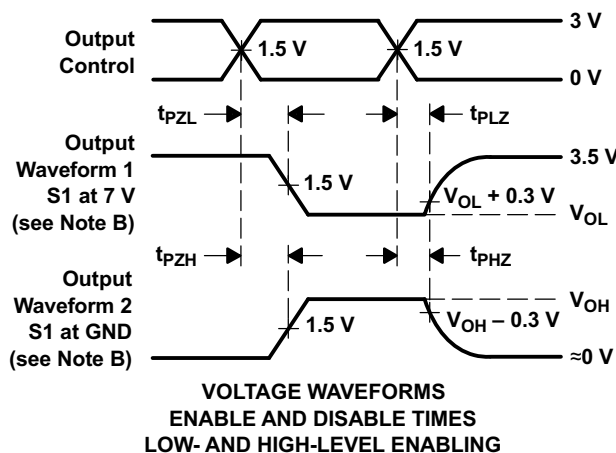 3 V
Output
Control
1.5 V
1.5 V
0 V
tPZL
tPLZ
Output
Waveform 1
S1 at 7 V
(see Note B)
3.5 V
1.5 V
VOL + 0.3 V
VOL
tPZH
tPHZ
Output
Waveform 2
S1 at GND
(see Note B)
VOH
1.5 V
VOH – 0.3 V
≈0 V
VOLTAGE WAVEFORMS
ENABLE AND DISABLE TIMES
LOW- AND HIGH-LEVEL ENABLING